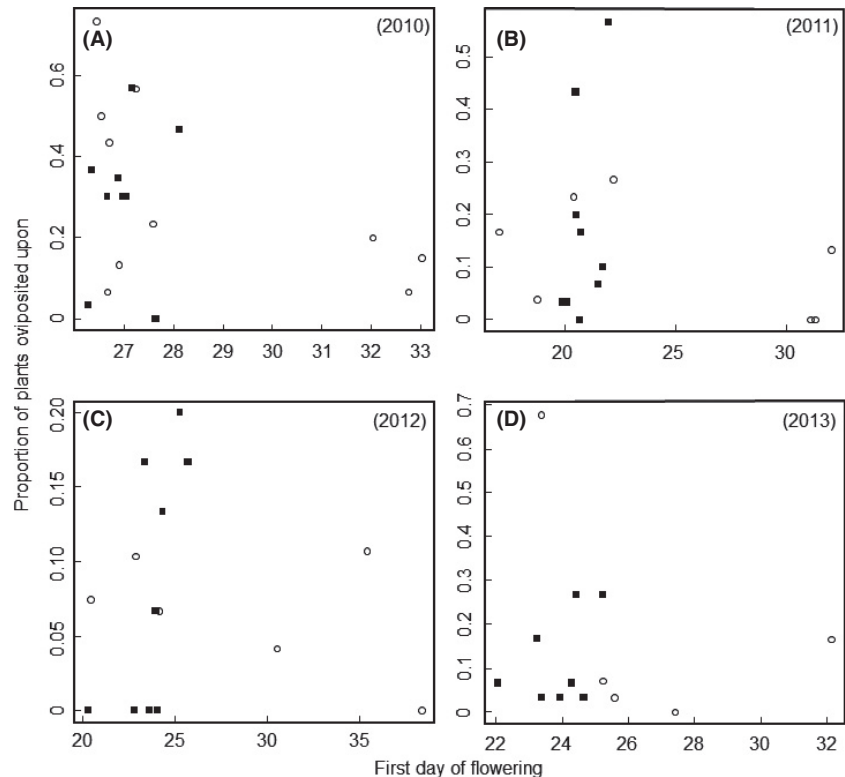 Proportion of plants oviposited upon
(A) (2010)
0.6
0.4
0.2
0
27 28 29 30 31 32 33
(B) (2011)
0.5
0.4
0.3
0.2
0.1
0
20 25 30
(C) (2012)
0.20
0.15
0.10
0.05
0
20 25 30 35
(D) (2013)
0.7
0.6
0.5
0.4
0.3
0.2
0.1
0
22 24 26 28 30 32
First day of flowering